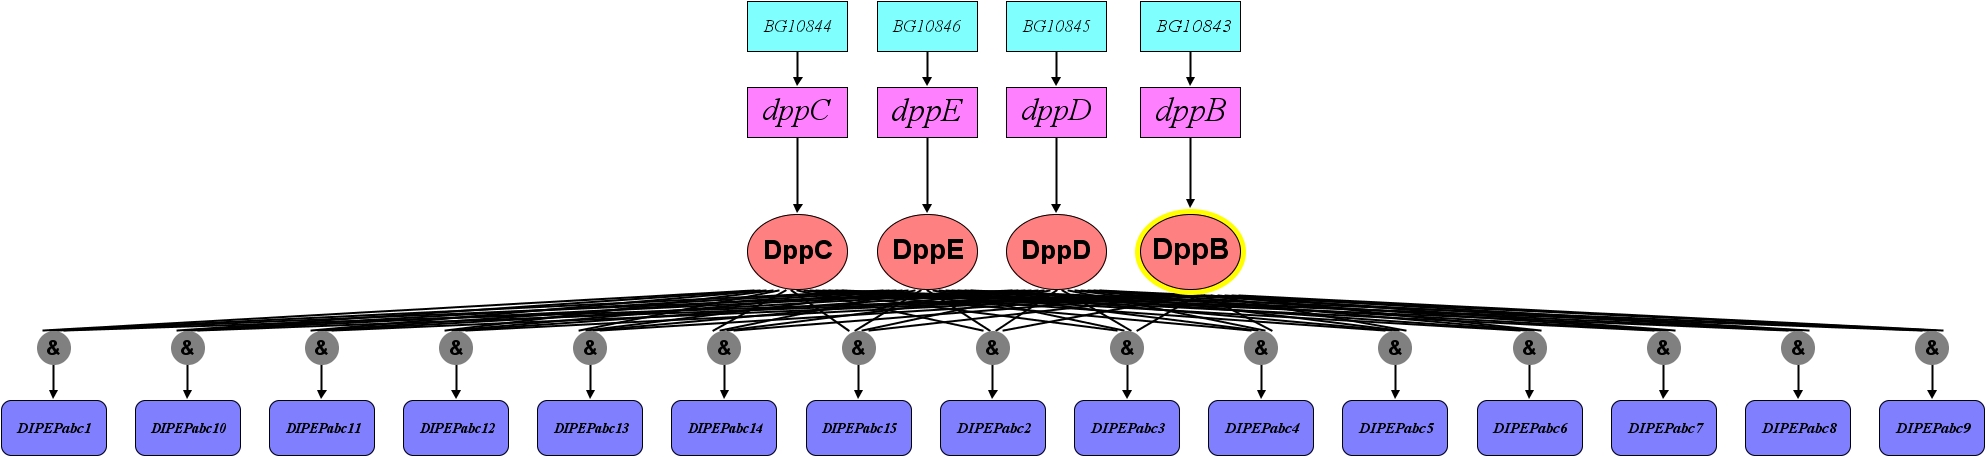 BG10844 BG10846 BG10845 BG10843
dppC dppE dppD dppB
DppC DppE DppD DppB
& & & & & & & & & & & & & & &
DIPEPabc1 DIPEPabc10 DIPEPabc11 DIPEPabc12 DIPEPabc13 DIPEPabc14 DIPEPabc15 DIPEPabc2 DIPEPabc3 DIPEPabc4 DIPEPabc5 DIPEPabc6 DIPEPabc7 DIPEPabc8 DIPEPabc9